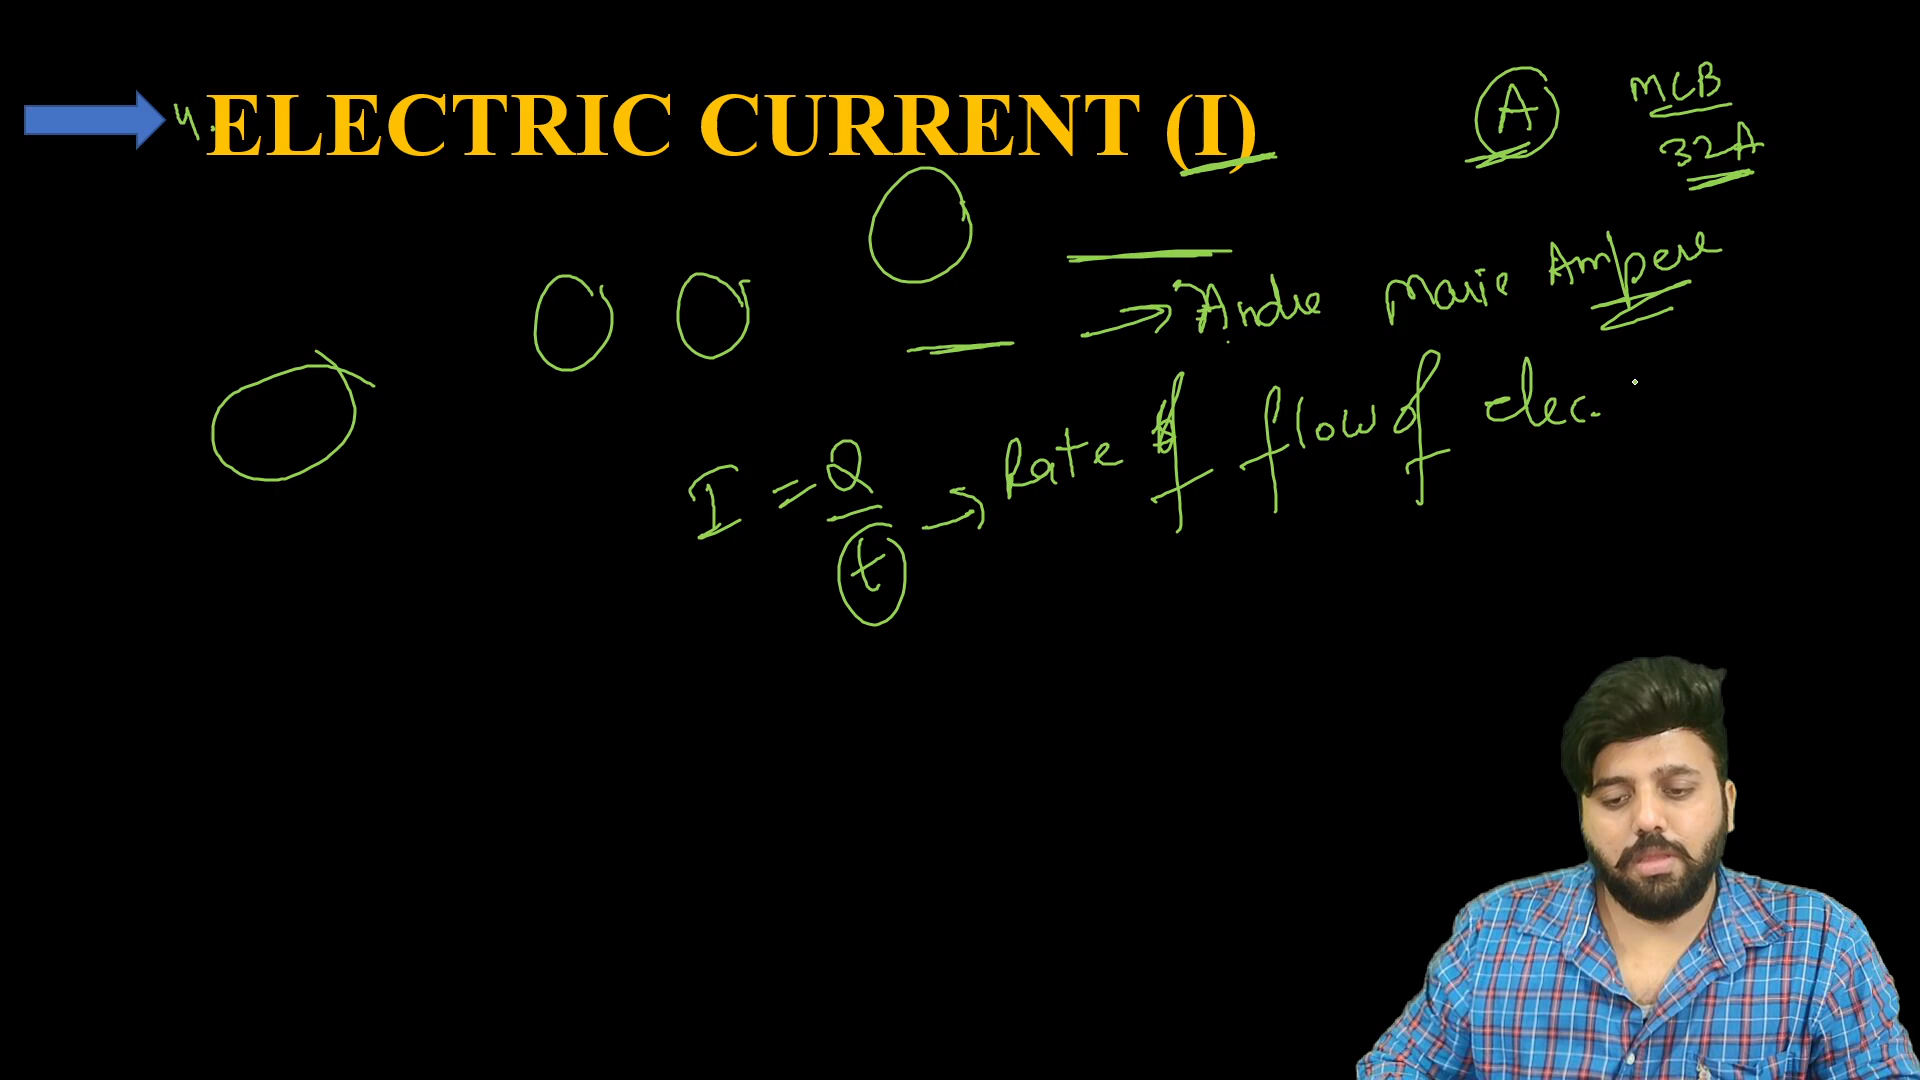 4. ELECTRIC CURRENT (I)
A
MCB
32A
→ Andre Marie Ampere
I = Q/t → Rate of flow of elec.